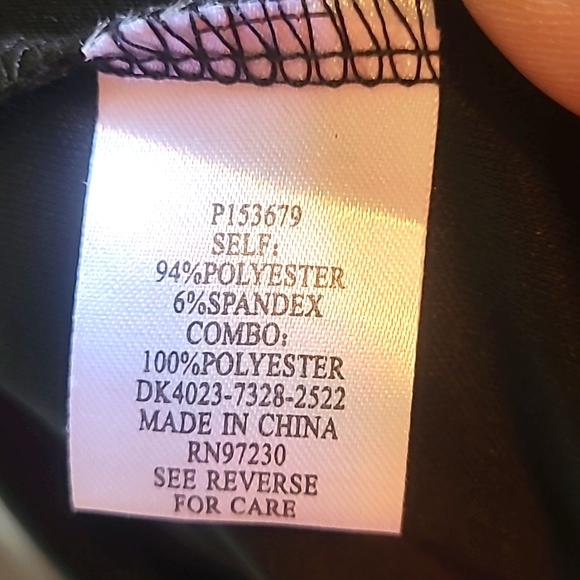 P153679
SELF:
94%POLYESTER
6%SPANDEX
COMBO:
100%POLYESTER
DK4023-7328-2522
MADE IN CHINA
RN97230
SEE REVERSE
FOR CARE